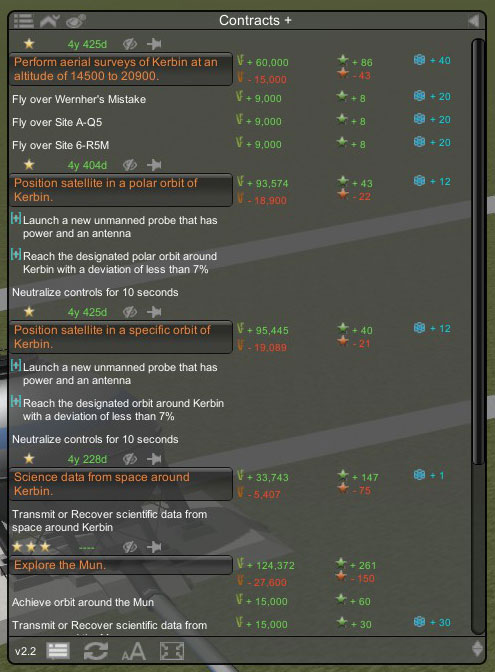 Contracts +
4y 425d
Perform aerial surveys of Kerbin at an + 60,000 + 86 + 40
altitude of 14500 to 20900. - 15,000 - 43
Fly over Wernher's Mistake + 9,000 + 8 + 20
Fly over Site A-Q5 + 9,000 + 8 + 20
Fly over Site 6-R5M + 9,000 + 8 + 20
4y 404d
Position satellite in a polar orbit of + 93,574 + 43 + 12
Kerbin. - 18,900 - 22
[+] Launch a new unmanned probe that has
power and an antenna
[+] Reach the designated polar orbit around
Kerbin with a deviation of less than 7%
Neutralize controls for 10 seconds
4y 425d
Position satellite in a specific orbit of + 95,445 + 40 + 12
Kerbin. - 19,089 - 21
[+] Launch a new unmanned probe that has
power and an antenna
[+] Reach the designated orbit around Kerbin
with a deviation of less than 7%
Neutralize controls for 10 seconds
4y 228d
Science data from space around + 33,743 + 147 + 1
Kerbin. - 5,407 - 75
Transmit or Recover scientific data from
space around Kerbin
----
Explore the Mun. + 124,372 + 261
- 27,600 - 150
Achieve orbit around the Mun + 15,000 + 60
Transmit or Recover scientific data from + 15,000 + 30 + 30
v2.2 AA